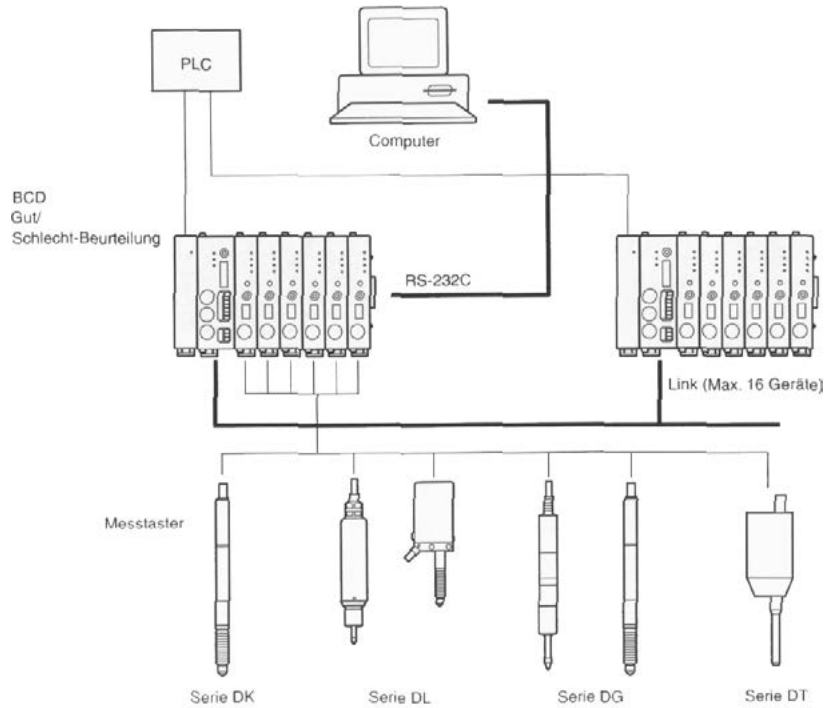 PLC
Computer
BCD
Gut/
Schlecht-Beurteilung
RS-232C
Link (Max. 16 Geräte)
Messtaster
Serie DK
Serie DL
Serie DG
Serie DT